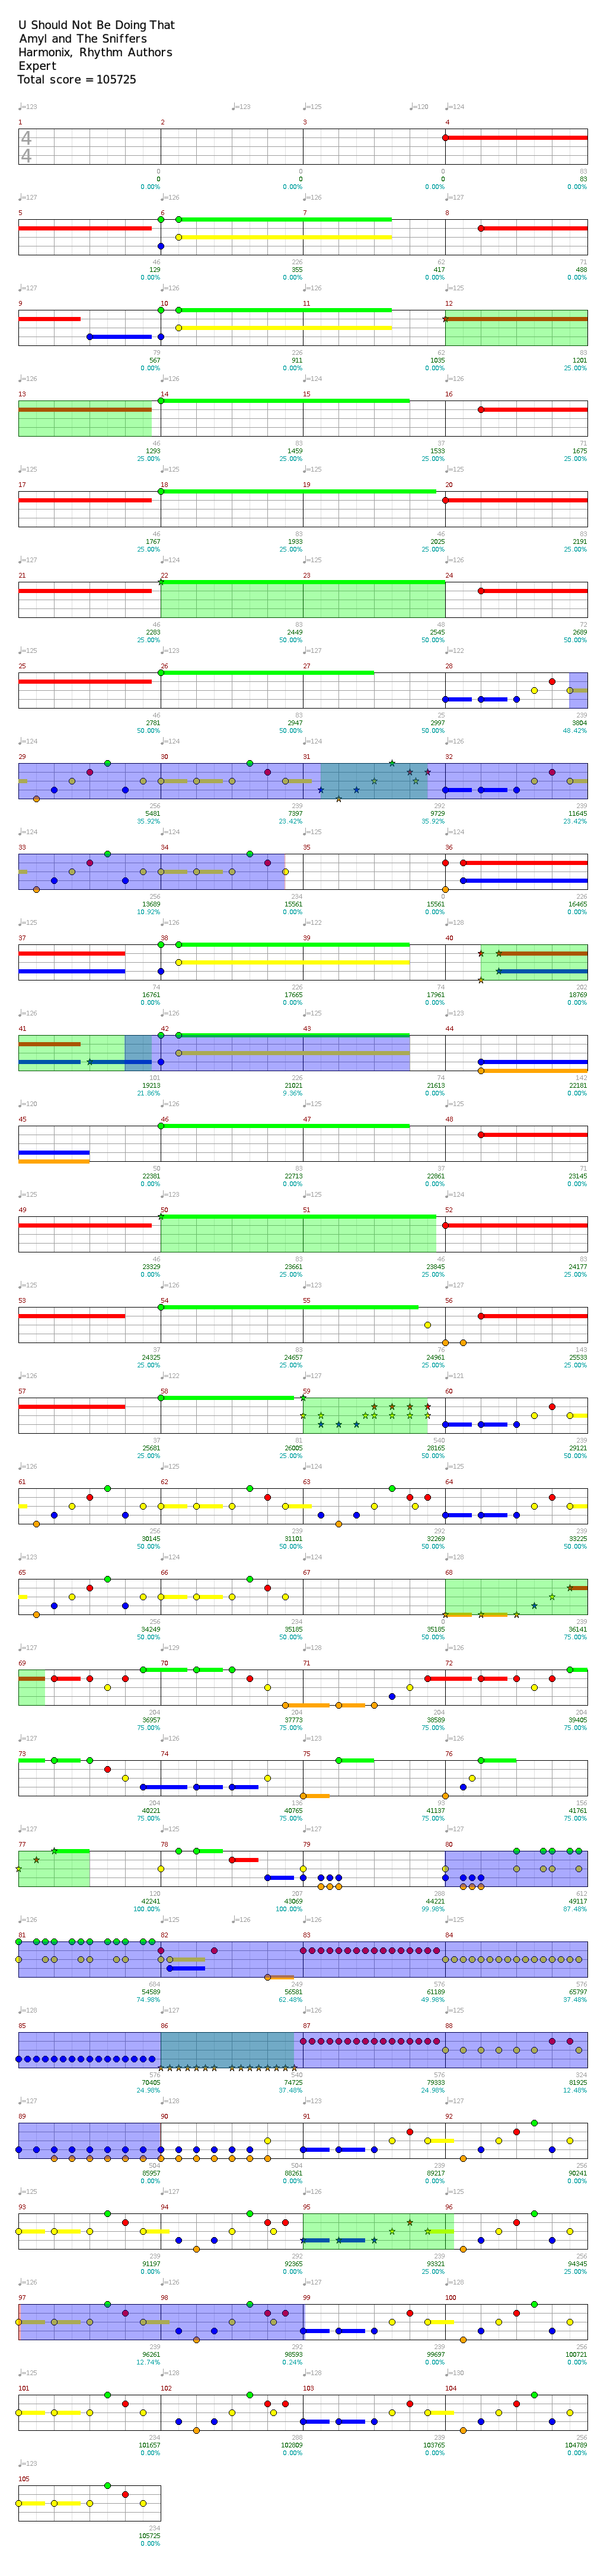 U Should Not Be Doing That
Amyl and The Sniffers
Harmonix, Rhythm Authors
Expert
Total score = 105725
♩=123 ♩=123 ♩=125 ♩=120 ♩=124
1 2 3 4
4
4
0 0 0 83
0 0 0 83
0.00% 0.00% 0.00% 0.00%
♩=127 ♩=126 ♩=126 ♩=127
5 6 7 8
46 226 62 71
129 355 417 488
0.00% 0.00% 0.00% 0.00%
♩=127 ♩=126 ♩=126 ♩=125
9 10 11 12
79 226 62 83
567 911 1035 1201
0.00% 0.00% 0.00% 25.00%
♩=126 ♩=126 ♩=124 ♩=126
13 14 15 16
46 83 37 71
1293 1459 1533 1675
25.00% 25.00% 25.00% 25.00%
♩=125 ♩=125 ♩=125 ♩=125
17 18 19 20
46 83 46 83
1767 1933 2025 2191
25.00% 25.00% 25.00% 25.00%
♩=127 ♩=124 ♩=125 ♩=126
21 22 23 24
46 83 48 72
2283 2449 2545 2689
25.00% 50.00% 50.00% 50.00%
♩=125 ♩=123 ♩=127 ♩=122
25 26 27 28
46 83 25 239
2781 2947 2997 3804
50.00% 50.00% 50.00% 48.42%
♩=124 ♩=124 ♩=124 ♩=124
29 30 31 32
256 239 292 239
5481 7397 9729 11645
35.92% 23.42% 35.92% 23.42%
♩=124 ♩=124 ♩=124 ♩=124
33 34 35 36
256 234 0 226
13689 15561 15561 16465
10.92% 0.00% 0.00% 0.00%
♩=125 ♩=126 ♩=122 ♩=128
37 38 39 40
74 226 74 202
16761 17665 17961 18769
0.00% 0.00% 0.00% 0.00%
♩=126 ♩=126 ♩=125 ♩=123
41 42 43 44
101 226 74 142
19213 21021 21613 22181
21.86% 9.36% 0.00% 0.00%
♩=120 ♩=126 ♩=125 ♩=125
45 46 47 48
50 83 37 71
22381 22713 22861 23145
0.00% 0.00% 0.00% 0.00%
♩=125 ♩=126 ♩=125 ♩=124
49 50 51 52
46 83 46 83
23329 23661 23845 24177
0.00% 25.00% 25.00% 25.00%
♩=125 ♩=126 ♩=123 ♩=127
53 54 55 56
37 83 76 143
24325 24657 24961 25533
25.00% 25.00% 25.00% 25.00%
♩=126 ♩=122 ♩=127 ♩=121
57 58 59 60
37 81 540 239
25681 26005 28165 29121
25.00% 25.00% 50.00% 50.00%
♩=126 ♩=124 ♩=125 ♩=124
61 62 63 64
256 239 292 239
30145 31101 32269 33225
50.00% 50.00% 50.00% 50.00%
♩=123 ♩=124 ♩=124 ♩=128
65 66 67 68
256 234 0 239
34249 35185 35185 36141
50.00% 50.00% 50.00% 75.00%
♩=127 ♩=129 ♩=128 ♩=126
69 70 71 72
204 204 204 204
36957 37773 38589 39405
75.00% 75.00% 75.00% 75.00%
♩=127 ♩=126 ♩=125 ♩=126
73 74 75 76
204 136 93 156
40221 40765 41137 41761
75.00% 75.00% 75.00% 75.00%
♩=127 ♩=125 ♩=127 ♩=127
77 78 79 80
120 207 288 612
42241 43069 44221 49117
100.00% 100.00% 99.98% 87.48%
♩=126 ♩=125 ♩=126 ♩=126 ♩=126
81 82 83 84
684 249 576 576
54589 56581 61189 65797
74.98% 62.48% 49.98% 37.48%
♩=128 ♩=127 ♩=126 ♩=126
85 86 87 88
576 540 576 324
70405 74725 79333 81925
24.98% 37.48% 24.98% 12.48%
♩=127 ♩=128 ♩=127 ♩=127
89 90 91 92
504 504 239 256
85957 88261 89217 90241
0.00% 0.00% 0.00% 0.00%
♩=125 ♩=127 ♩=125 ♩=126
93 94 95 96
239 292 239 256
91197 92365 93321 94345
0.00% 0.00% 25.00% 25.00%
♩=126 ♩=126 ♩=127 ♩=126
97 98 99 100
239 292 239 256
96261 98593 99697 100721
12.74% 0.24% 0.00% 0.00%
♩=125 ♩=128 ♩=128 ♩=130
101 102 103 104
234 286 239 256
101657 102809 103765 104789
0.00% 0.00% 0.00% 0.00%
♩=123
105
234
105725
0.00%